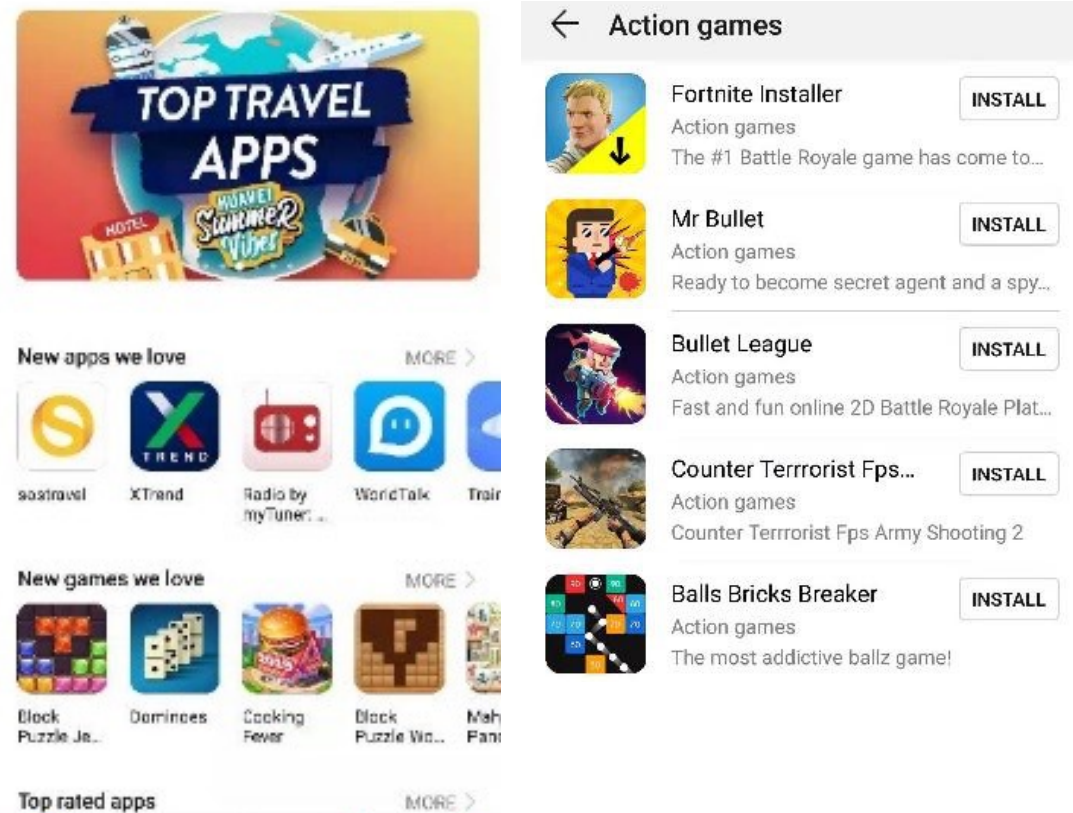 TOP TRAVEL
APPS
HUAWEI
Summer
Vibes
HOTEL
New apps we love
MORE
TREND
sostravel
XTrend
Radio by
myTuner: ...
WorldTalk
New games we love
MORE
2019
Block
Puzzle Je...
Dominoes
Cooking
Fever
Block
Puzzle Wo...
Mah
Pan
Top rated apps
MORE
Action games
Fortnite Installer
INSTALL
Action games
The #1 Battle Royale game has come to...
Mr Bullet
INSTALL
Action games
Ready to become secret agent and a spy...
Bullet League
INSTALL
Action games
Fast and fun online 2D Battle Royale Plat...
Counter Terrrorist Fps...
INSTALL
Action games
Counter Terrrorist Fps Army Shooting 2
Balls Bricks Breaker
INSTALL
Action games
The most addictive ballz game!